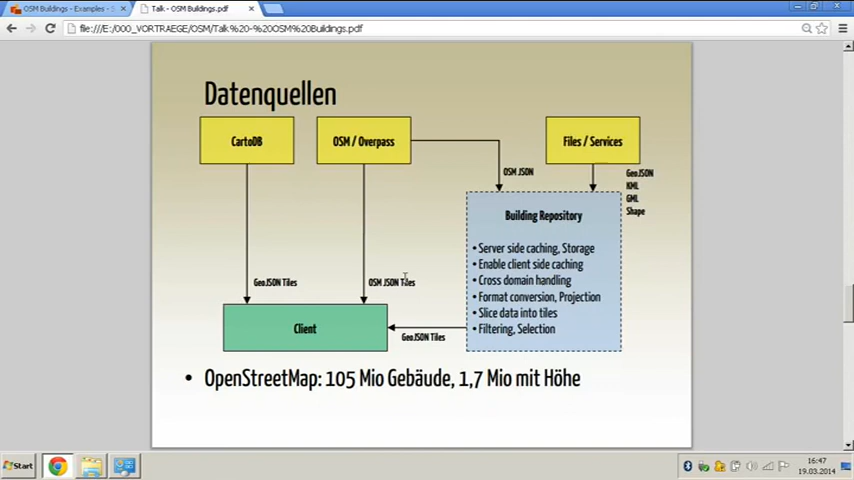 OSM Buildings - Examples - S
Talk - OSM Buildings.pdf
file:///E:/000_VORTRAEGE/OSM/Talk%20-%20OSM%20Buildings.pdf
Datenquellen
CartoDB
OSM / Overpass
Files / Services
OSM JSON
GeoJSON
KML
GML
Shape
Building Repository
• Server side caching, Storage
• Enable client side caching
• Cross domain handling
• Format conversion, Projection
• Slice data into tiles
• Filtering, Selection
GeoJSON Tiles
OSM JSON Tiles
Client
GeoJSON Tiles
• OpenStreetMap: 105 Mio Gebäude, 1,7 Mio mit Höhe
Start
16:47
19.03.2014